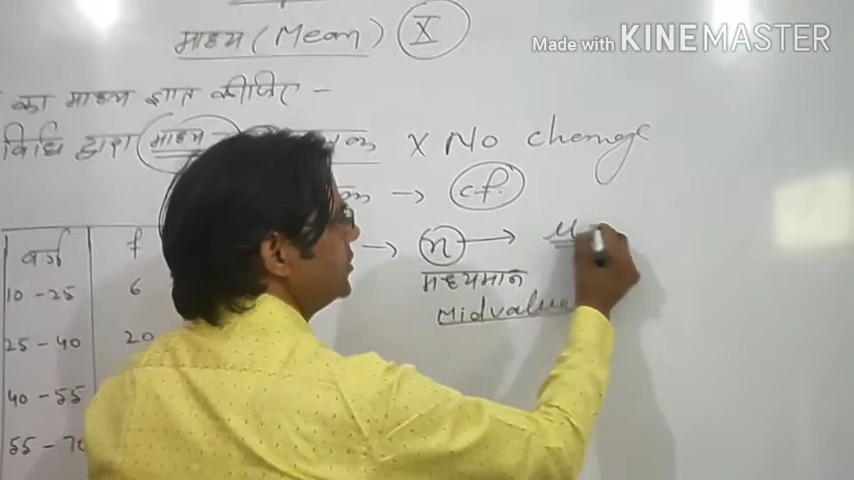 Made with KINEMASTER
माध्य (Mean) X
का माध्य ज्ञात कीजिए -
विधि द्वारा माध्य x No change
→ cf.
वर्ग f → x → u =
मध्यमान
10 - 25 6
Midvalue
25 - 40 20
40 - 55
55 - 70